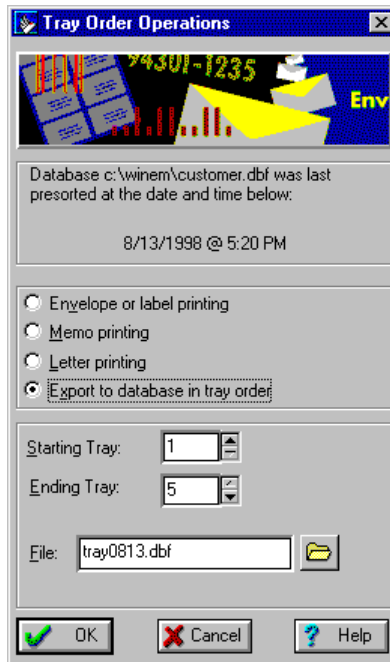 Tray Order Operations
94301-1235
Env
Database c:\winem\customer.dbf was last
presorted at the date and time below:
8/13/1998 @ 5:20 PM
Envelope or label printing
Memo printing
Letter printing
Export to database in tray order
Starting Tray: 1
Ending Tray: 5
File: tray0813.dbf
OK Cancel ? Help